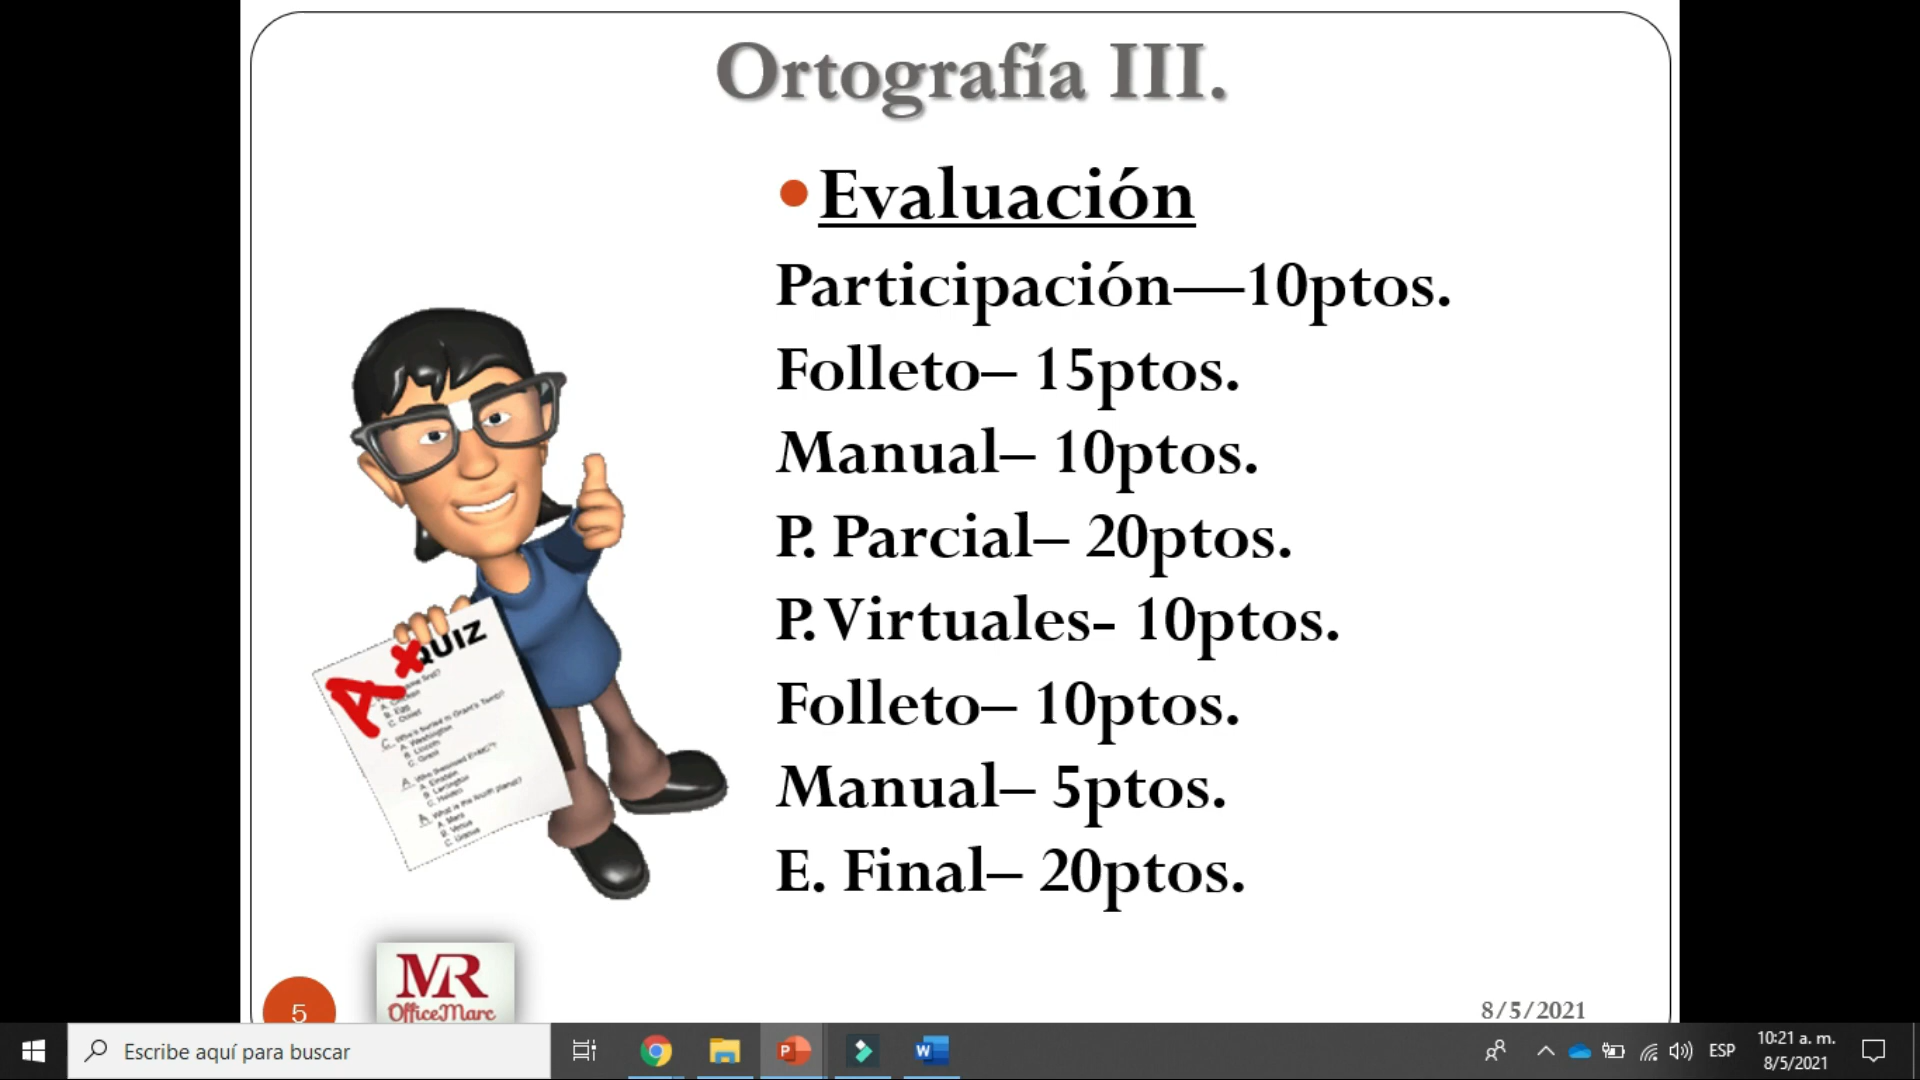 Ortografía III.
Evaluación
Participación—10ptos.
Folleto– 15ptos.
Manual– 10ptos.
P. Parcial– 20ptos.
P. Virtuales- 10ptos.
Folleto– 10ptos.
Manual– 5ptos.
E. Final– 20ptos.
QUIZ
A
MR
OfficeMarc
5
8/5/2021
Escribe aquí para buscar
ESP
10:21 a. m.
8/5/2021